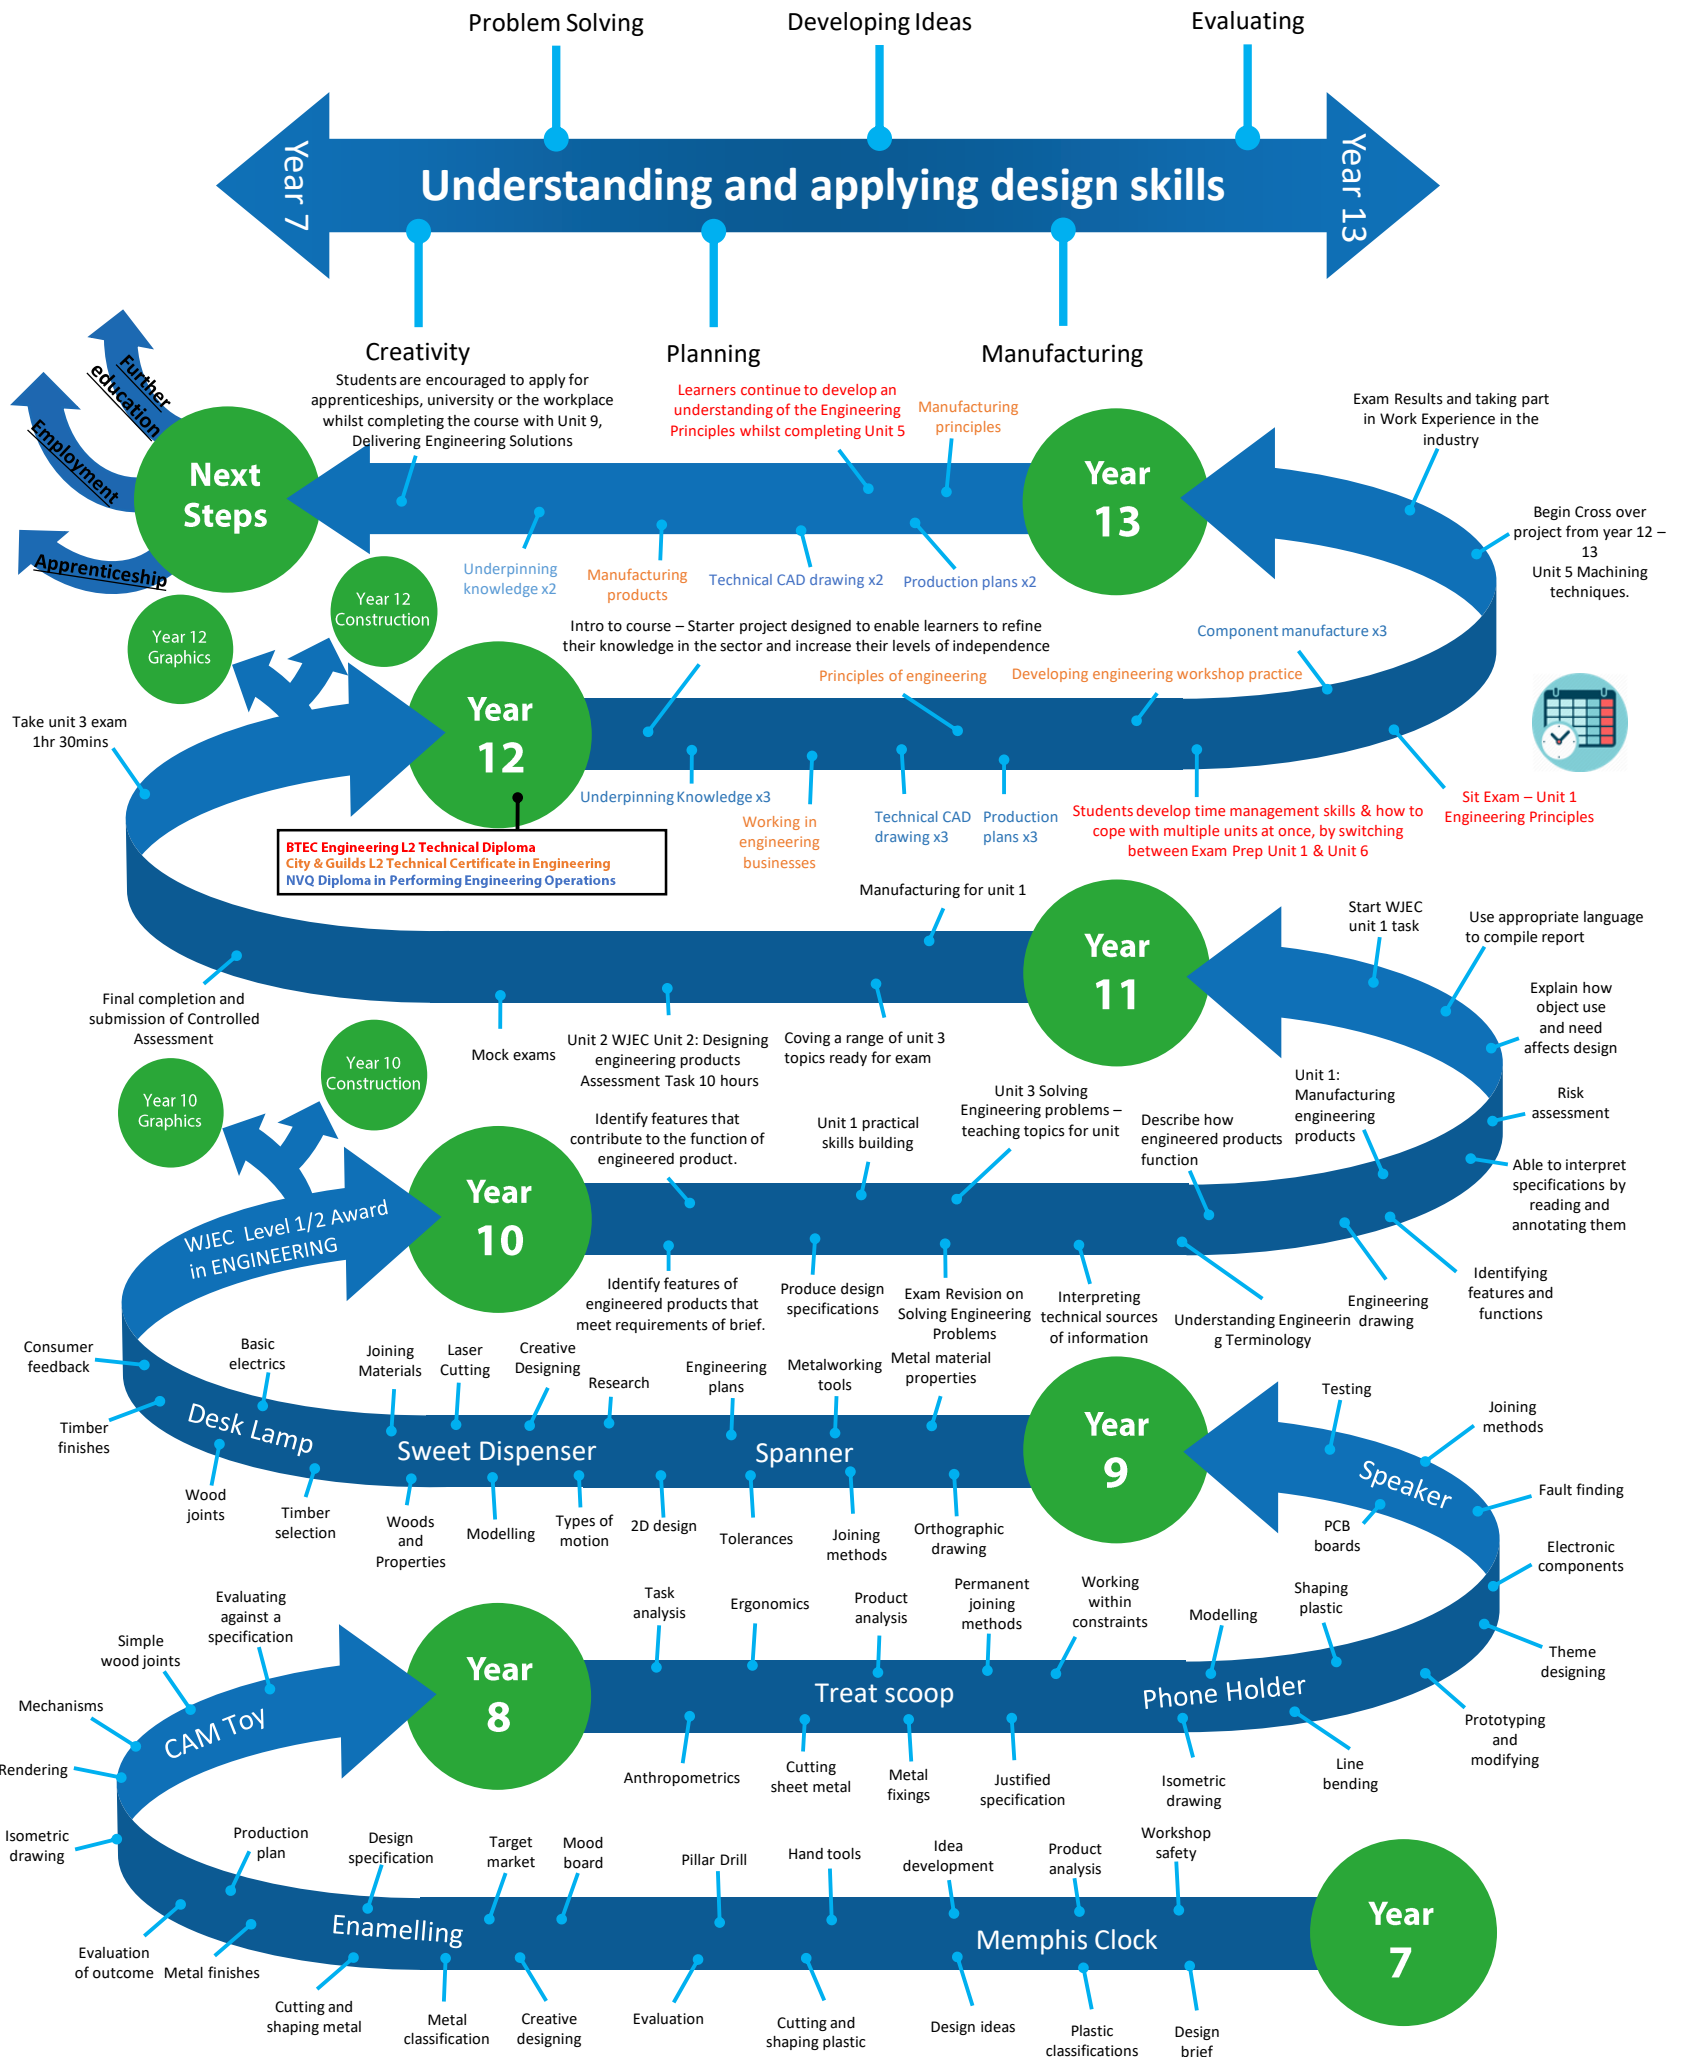 Problem Solving
Developing Ideas
Evaluating
Year 7
Understanding and applying design skills
Year 13
Creativity
Planning
Manufacturing
Further
education
Employment
Apprenticeship
Next
Steps
Students are encouraged to apply for
apprenticeships, university or the workplace
whilst completing the course with Unit 9,
Delivering Engineering Solutions
Learners continue to develop an
understanding of the Engineering
Principles whilst completing Unit 5
Manufacturing
principles
Year
13
Exam Results and taking part
in Work Experience in the
industry
Begin Cross over
project from year 12 –
13
Unit 5 Machining
techniques.
Underpinning
knowledge x2
Manufacturing
products
Technical CAD drawing x2
Production plans x2
Year 12
Graphics
Year 12
Construction
Take unit 3 exam
1hr 30mins
Year
12
BTEC Engineering L2 Technical Diploma
City & Guilds L2 Technical Certificate in Engineering
NVQ Diploma in Performing Engineering Operations
Intro to course – Starter project designed to enable learners to refine
their knowledge in the sector and increase their levels of independence
Principles of engineering
Developing engineering workshop practice
Component manufacture x3
Underpinning Knowledge x3
Working in
engineering
businesses
Technical CAD
drawing x3
Production
plans x3
Students develop time management skills & how to
cope with multiple units at once, by switching
between Exam Prep Unit 1 & Unit 6
Sit Exam – Unit 1
Engineering Principles
Manufacturing for unit 1
Year
11
Start WJEC
unit 1 task
Use appropriate language
to compile report
Explain how
object use
and need
affects design
Risk
assessment
Able to interpret
specifications by
reading and
annotating them
Final completion and
submission of Controlled
Assessment
Mock exams
Unit 2 WJEC Unit 2: Designing
engineering products
Assessment Task 10 hours
Coving a range of unit 3
topics ready for exam
Year 10
Graphics
Year 10
Construction
WJEC Level 1/2 Award
in ENGINEERING
Year
10
Identify features that
contribute to the function of
engineered product.
Unit 1 practical
skills building
Unit 3 Solving
Engineering problems –
teaching topics for unit
Describe how
engineered products
function
Unit 1:
Manufacturing
engineering
products
Identify features of
engineered products that
meet requirements of brief.
Produce design
specifications
Exam Revision on
Solving Engineering
Problems
Interpreting
technical sources
of information
Understanding Engineerin
g Terminology
Engineering
drawing
Identifying
features and
functions
Consumer
feedback
Basic
electrics
Joining
Materials
Laser
Cutting
Creative
Designing
Research
Engineering
plans
Metalworking
tools
Metal material
properties
Year
9
Testing
Joining
methods
Speaker
Fault finding
PCB
boards
Electronic
components
Desk Lamp
Sweet Dispenser
Spanner
Timber
finishes
Wood
joints
Timber
selection
Woods
and
Properties
Modelling
Types of
motion
2D design
Tolerances
Joining
methods
Orthographic
drawing
Evaluating
against a
specification
Simple
wood joints
Mechanisms
Rendering
Isometric
drawing
CAM Toy
Year
8
Task
analysis
Ergonomics
Product
analysis
Permanent
joining
methods
Working
within
constraints
Modelling
Shaping
plastic
Theme
designing
Treat scoop
Phone Holder
Anthropometrics
Cutting
sheet metal
Metal
fixings
Justified
specification
Isometric
drawing
Line
bending
Prototyping
and
modifying
Production
plan
Design
specification
Target
market
Mood
board
Pillar Drill
Hand tools
Idea
development
Product
analysis
Workshop
safety
Enamelling
Memphis Clock
Year
7
Evaluation
of outcome
Metal finishes
Cutting and
shaping metal
Metal
classification
Creative
designing
Evaluation
Cutting and
shaping plastic
Design ideas
Plastic
classifications
Design
brief